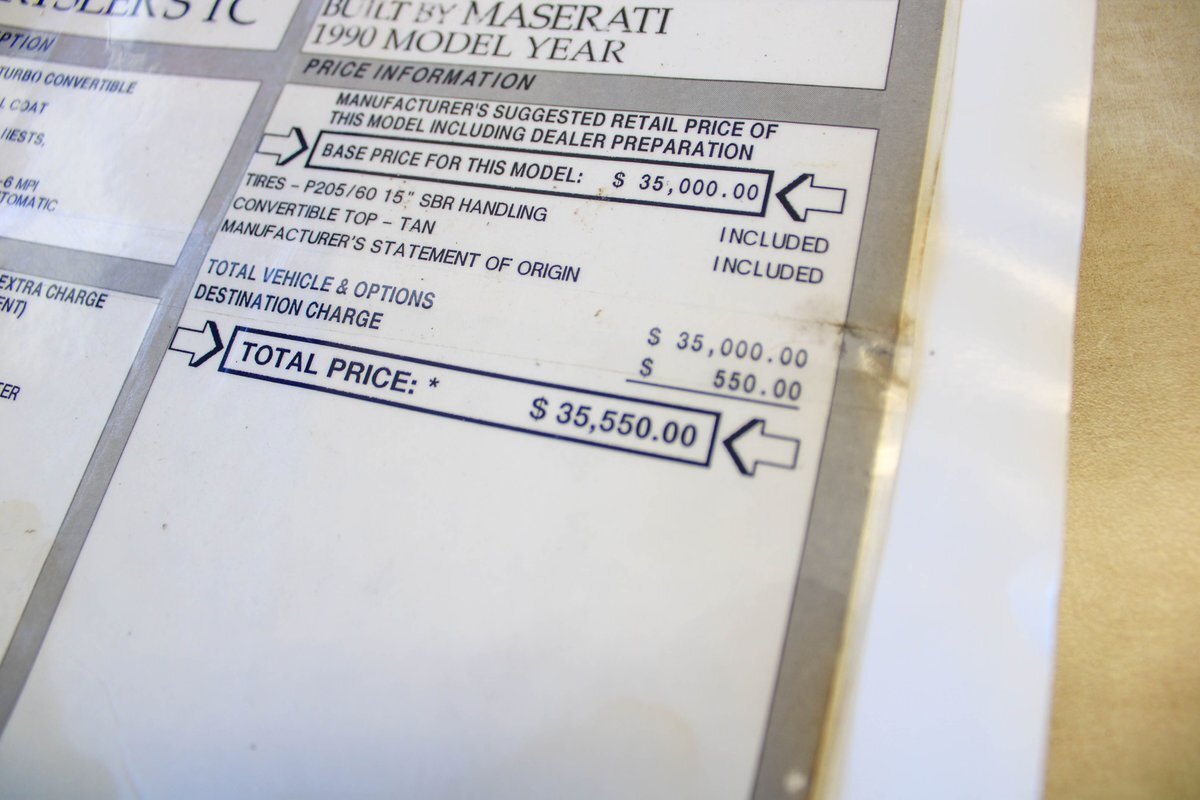 TC
BUILT BY MASERATI
1990 MODEL YEAR
TURBO CONVERTIBLE
COAT
-6 MPI
EXTRA CHARGE
PRICE INFORMATION
MANUFACTURER'S SUGGESTED RETAIL PRICE OF
THIS MODEL INCLUDING DEALER PREPARATION
BASE PRICE FOR THIS MODEL: $ 35,000.00
TIRES - P205/60 15" SBR HANDLING INCLUDED
CONVERTIBLE TOP - TAN INCLUDED
MANUFACTURER'S STATEMENT OF ORIGIN
TOTAL VEHICLE & OPTIONS $ 35,000.00
DESTINATION CHARGE $ 550.00
TOTAL PRICE: * $ 35,550.00